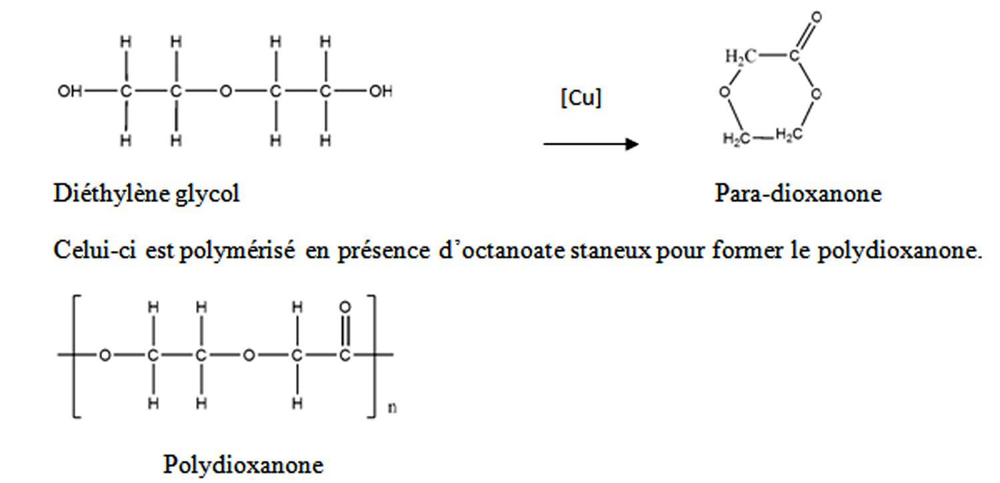 H H H H O
OH C C O C C OH H₂C C
[Cu] O O
H H H H H₂C H₂C
Diéthylène glycol Para-dioxanone
Celui-ci est polymérisé en présence d'octanoate staneux pour former le polydioxanone.
H H H O
O C C O C C
H H H n
Polydioxanone